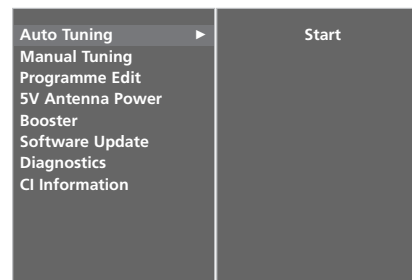 Auto Tuning ►
Start
Manual Tuning
Programme Edit
5V Antenna Power
Booster
Software Update
Diagnostics
CI Information